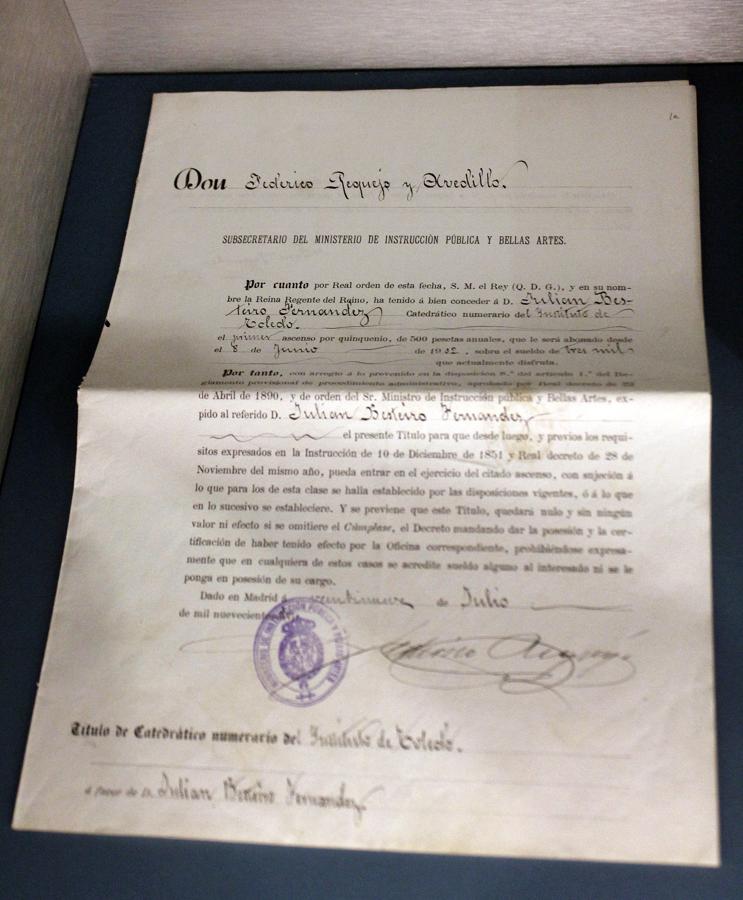 1a
Don Federico Requejo y Avedillo.
SUBSECRETARIO DEL MINISTERIO DE INSTRUCCIÓN PÚBLICA Y BELLAS ARTES.
Por cuanto por Real orden de esta fecha, S. M. el Rey (Q. D. G.), y en su nom-
bre la Reina Regente del Reino, ha tenido á bien conceder á D. Julian Bes-
teiro Fernandez Catedrático numerario del Instituto de
Toledo.
el primer ascenso por quinquenio, de 500 pesetas anuales, que le será abonado desde
el 8 de Junio de 1902, sobre el sueldo de tres mil
que actualmente disfruta.
Por tanto, con arreglo á lo prevenido en la disposición 8.ª del artículo 1.º del Re-
glamento provisional de procedimiento administrativo, aprobado por Real decreto de 23
de Abril de 1890, y de orden del Sr. Ministro de Instrucción pública y Bellas Artes, ex-
pido al referido D. Julian Besteiro Fernandez
el presente Título para que desde luego, y previos los requi-
sitos expresados en la Instrucción de 10 de Diciembre de 1851 y Real decreto de 28 de
Noviembre del mismo año, pueda entrar en el ejercicio del citado ascenso, con sujeción á
lo que para los de esta clase se halla establecido por las disposiciones vigentes, ó á lo que
en lo sucesivo se estableciere. Y se previene que este Título, quedará nulo y sin ningún
valor ni efecto si se omitiere el Cúmplase, el Decreto mandando dar la posesión y la cer-
tificación de haber tenido efecto por la Oficina correspondiente, prohibiéndose expresa-
mente que en cualquiera de estos casos se acredite sueldo alguno al interesado ni se le
ponga en posesión de su cargo.
Dado en Madrid á veintinueve de Julio
de mil novecientos
Federico Requejo
Título de Catedrático numerario del Instituto de Toledo.
á favor de D. Julian Besteiro Fernandez